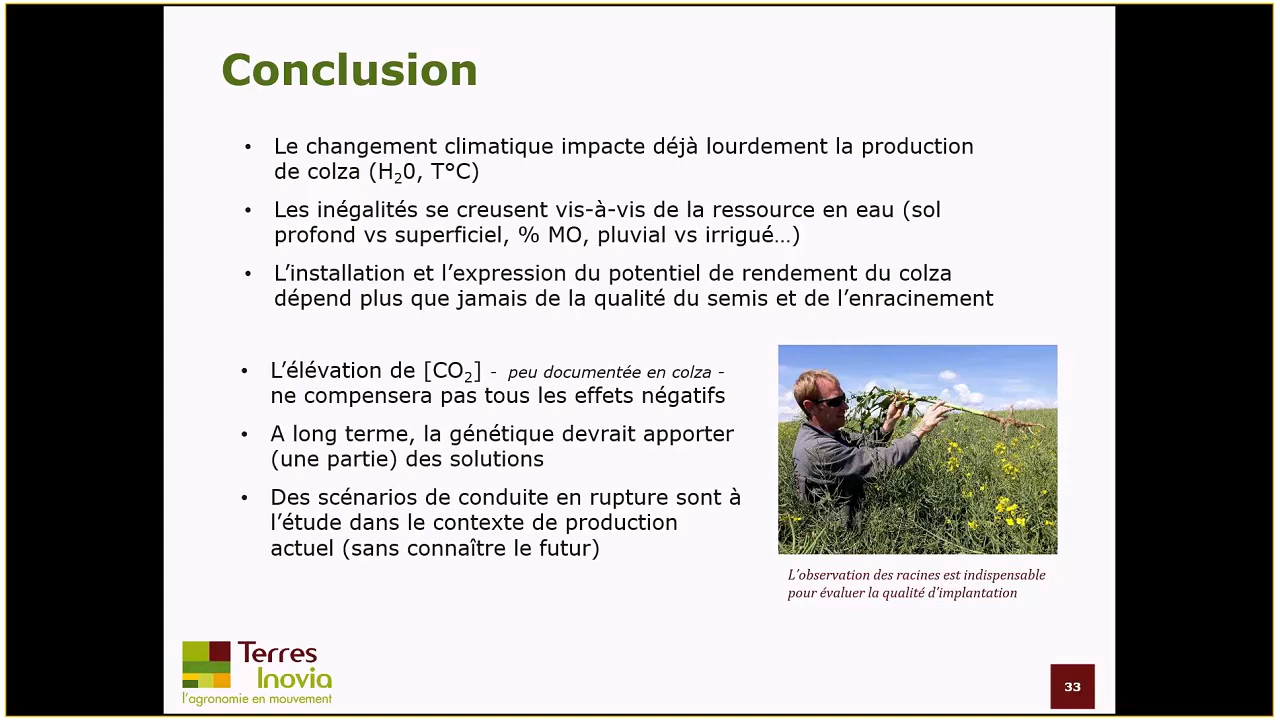 Conclusion
• Le changement climatique impacte déjà lourdement la production
de colza (H₂0, T°C)
• Les inégalités se creusent vis-à-vis de la ressource en eau (sol
profond vs superficiel, % MO, pluvial vs irrigué…)
• L’installation et l’expression du potentiel de rendement du colza
dépend plus que jamais de la qualité du semis et de l’enracinement
• L’élévation de [CO₂] - peu documentée en colza -
ne compensera pas tous les effets négatifs
• A long terme, la génétique devrait apporter
(une partie) des solutions
• Des scénarios de conduite en rupture sont à
l’étude dans le contexte de production
actuel (sans connaître le futur)
L’observation des racines est indispensable
pour évaluer la qualité d’implantation
Terres
Inovia
l’agronomie en mouvement
33